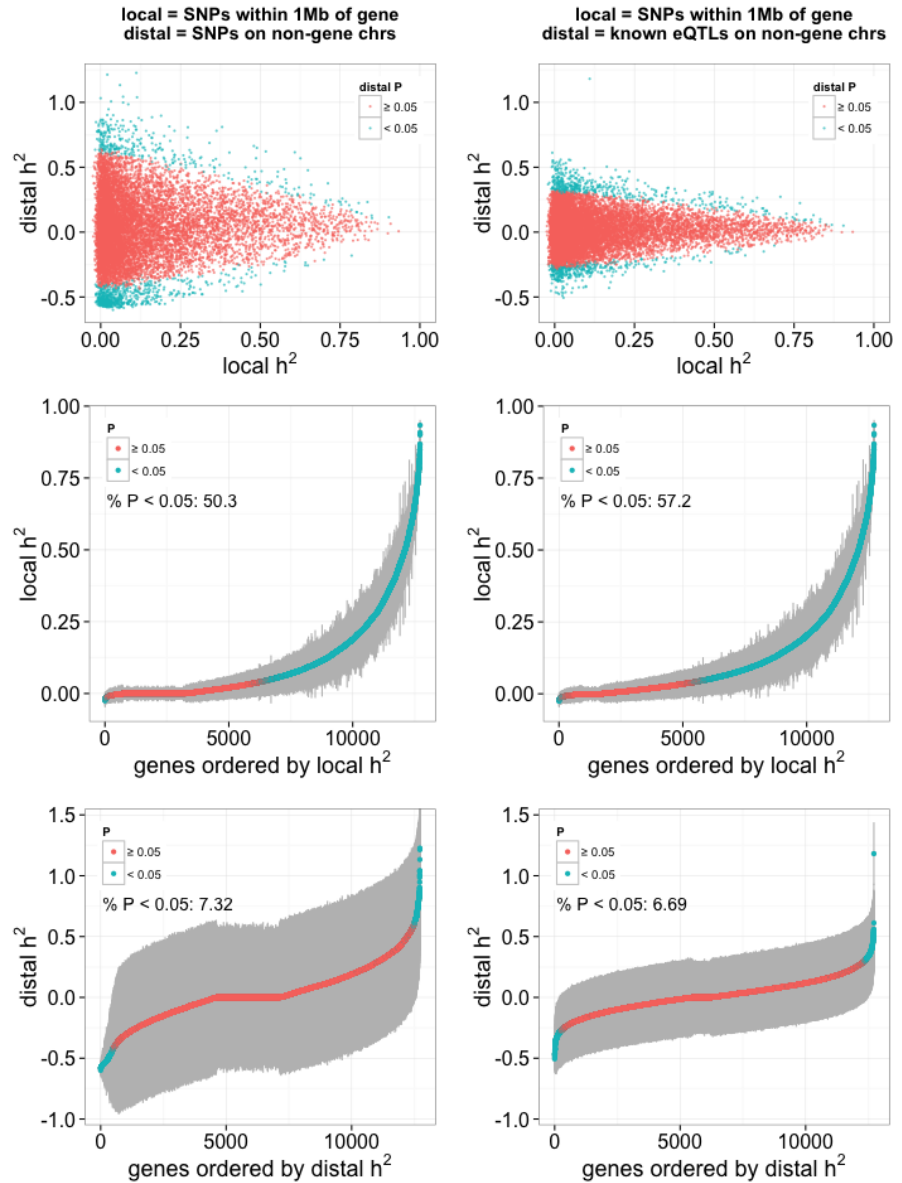 local = SNPs within 1Mb of gene
distal = SNPs on non-gene chrs
local = SNPs within 1Mb of gene
distal = known eQTLs on non-gene chrs
distal h²
1.0
0.5
0.0
-0.5
distal P
≥ 0.05
< 0.05
0.00 0.25 0.50 0.75 1.00
local h²
distal h²
1.0
0.5
0.0
-0.5
distal P
≥ 0.05
< 0.05
0.00 0.25 0.50 0.75 1.00
local h²
local h²
1.00
0.75
0.50
0.25
0.00
P
≥ 0.05
< 0.05
% P < 0.05: 50.3
0 5000 10000
genes ordered by local h²
local h²
1.00
0.75
0.50
0.25
0.00
P
≥ 0.05
< 0.05
% P < 0.05: 57.2
0 5000 10000
genes ordered by local h²
distal h²
1.5
1.0
0.5
0.0
-0.5
-1.0
P
≥ 0.05
< 0.05
% P < 0.05: 7.32
0 5000 10000
genes ordered by distal h²
distal h²
1.5
1.0
0.5
0.0
-0.5
-1.0
P
≥ 0.05
< 0.05
% P < 0.05: 6.69
0 5000 10000
genes ordered by distal h²